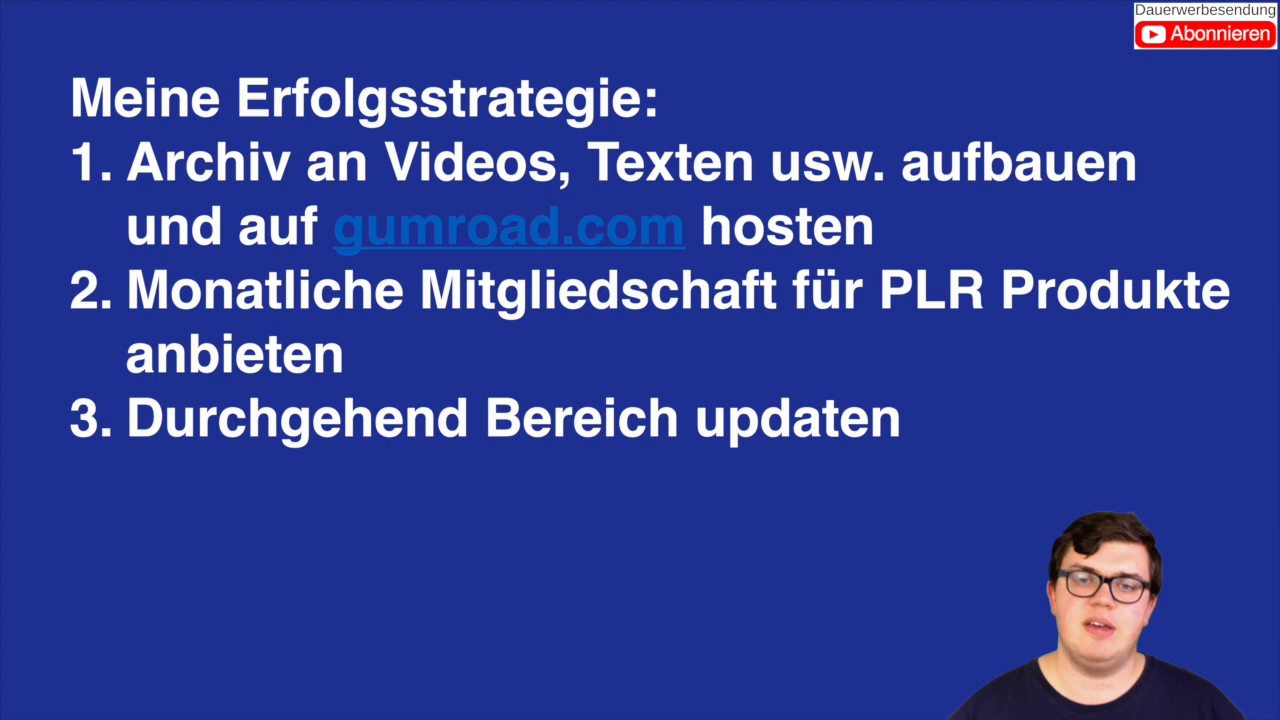 Dauerwerbesendung
Abonnieren
Meine Erfolgsstrategie:
1. Archiv an Videos, Texten usw. aufbauen
und auf gumroad.com hosten
2. Monatliche Mitgliedschaft für PLR Produkte
anbieten
3. Durchgehend Bereich updaten